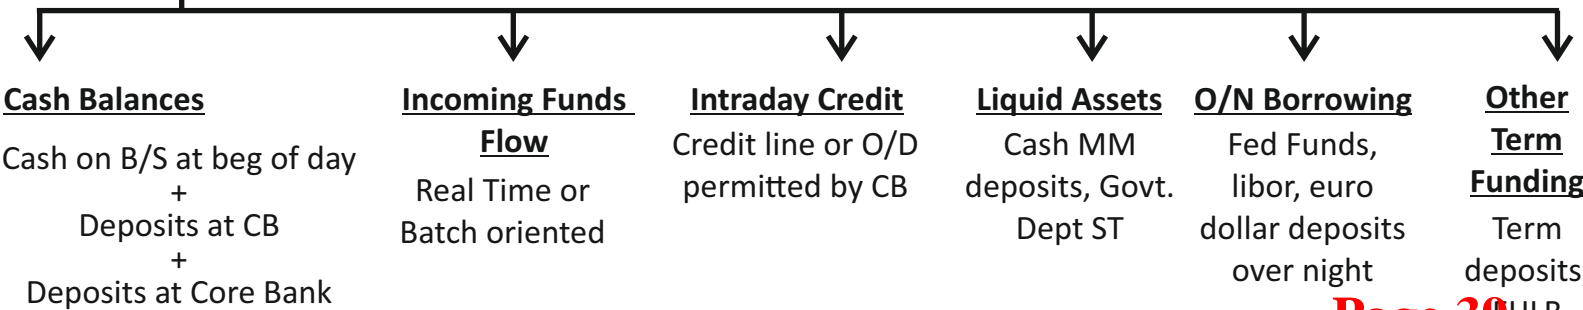 Cash Balances
Cash on B/S at beg of day
+
Deposits at CB
+
Deposits at Core Bank
Incoming Funds
Flow
Real Time or
Batch oriented
Intraday Credit
Credit line or O/D
permitted by CB
Liquid Assets
Cash MM
deposits, Govt.
Dept ST
O/N Borrowing
Fed Funds,
libor, euro
dollar deposits
over night
Other
Term
Funding
Term
deposits,